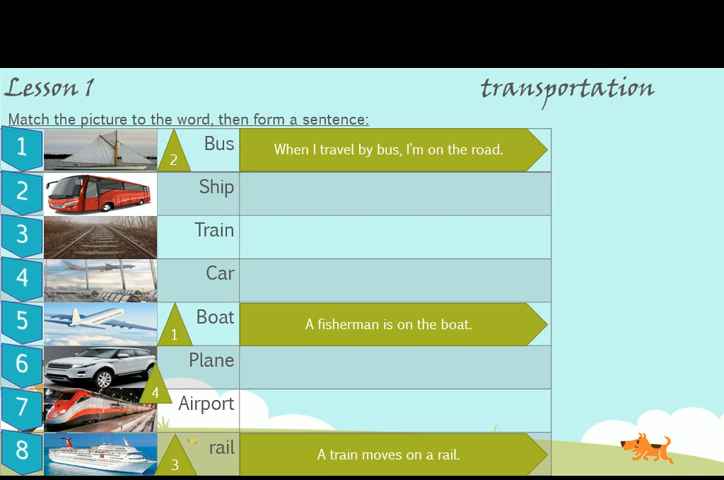 Lesson 1
transportation
Match the picture to the word, then form a sentence:
1 2 Bus When I travel by bus, I'm on the road.
2 Ship
3 Train
4 Car
5 1 Boat A fisherman is on the boat.
6 Plane
7 4 Airport
8 3 rail A train moves on a rail.